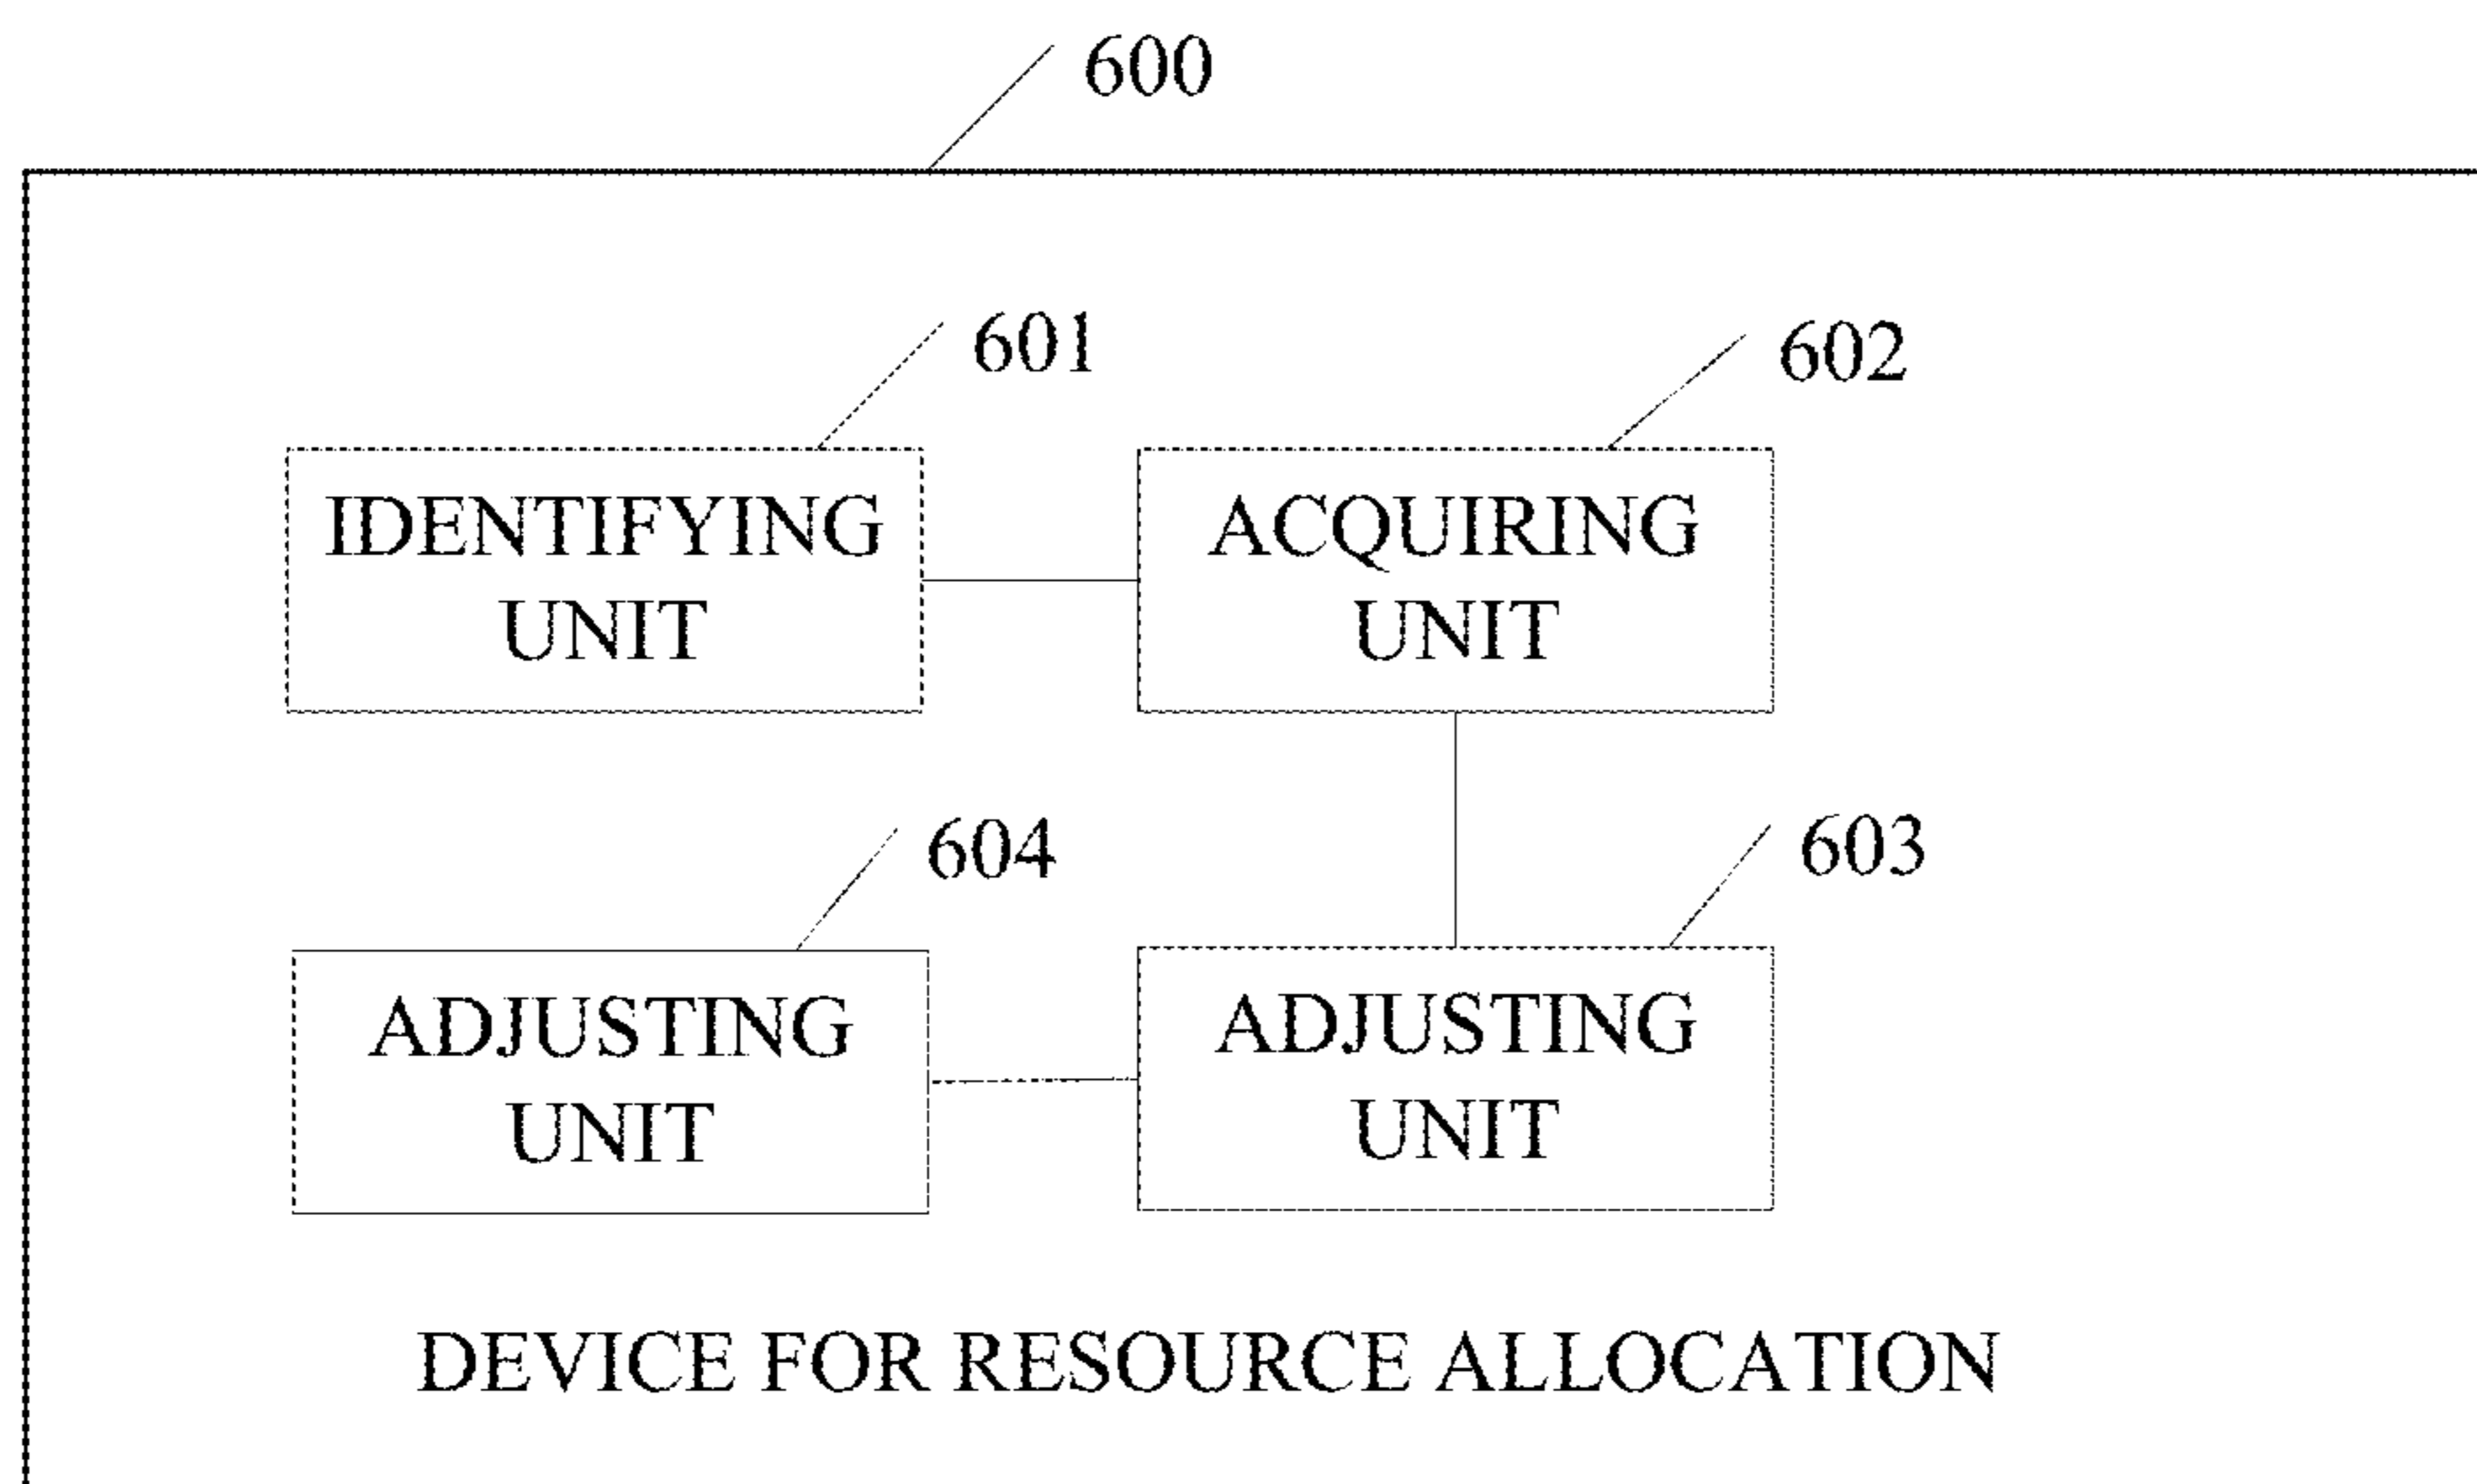 600
601
602
IDENTIFYING
UNIT
ACQUIRING
UNIT
604
603
ADJUSTING
UNIT
ADJUSTING
UNIT
DEVICE FOR RESOURCE ALLOCATION